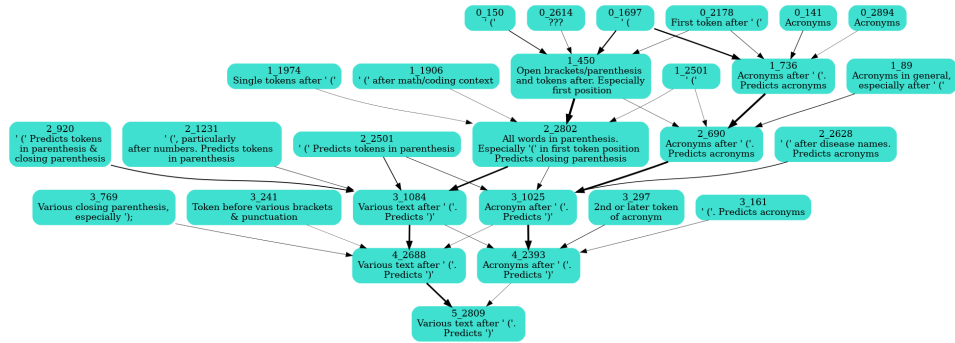 0_150
' ('
0_2614
???
0_1697
' (
0_2178
First token after ' ('
0_141
Acronyms
0_2894
Acronyms
1_1974
Single tokens after ' ('
1_1906
' (' after math/coding context
1_450
Open brackets/parenthesis
and tokens after. Especially
first position
1_2501
' ('
1_736
Acronyms after ' ('.
Predicts acronyms
1_89
Acronyms in general,
especially after ' ('
2_920
' (' Predicts tokens
in parenthesis &
closing parenthesis
2_1231
' (', particularly
after numbers. Predicts tokens
in parenthesis
2_2501
' (' Predicts tokens in parenthesis
2_2802
All words in parenthesis.
Especially '(' in first token position
Predicts closing parenthesis
2_690
Acronyms after ' ('.
Predicts acronyms
2_2628
' (' after disease names.
Predicts acronyms
3_769
Various closing parenthesis,
especially ');
3_241
Token before various brackets
& punctuation
3_1084
Various text after ' ('.
Predicts ')'
3_1025
Acronym after ' ('.
Predicts ')'
3_297
2nd or later token
of acronym
3_161
' ('. Predicts acronyms
4_2688
Various text after ' ('.
Predicts ')'
4_2393
Acronyms after ' ('.
Predicts ')'
5_2809
Various text after ' ('.
Predicts ')'